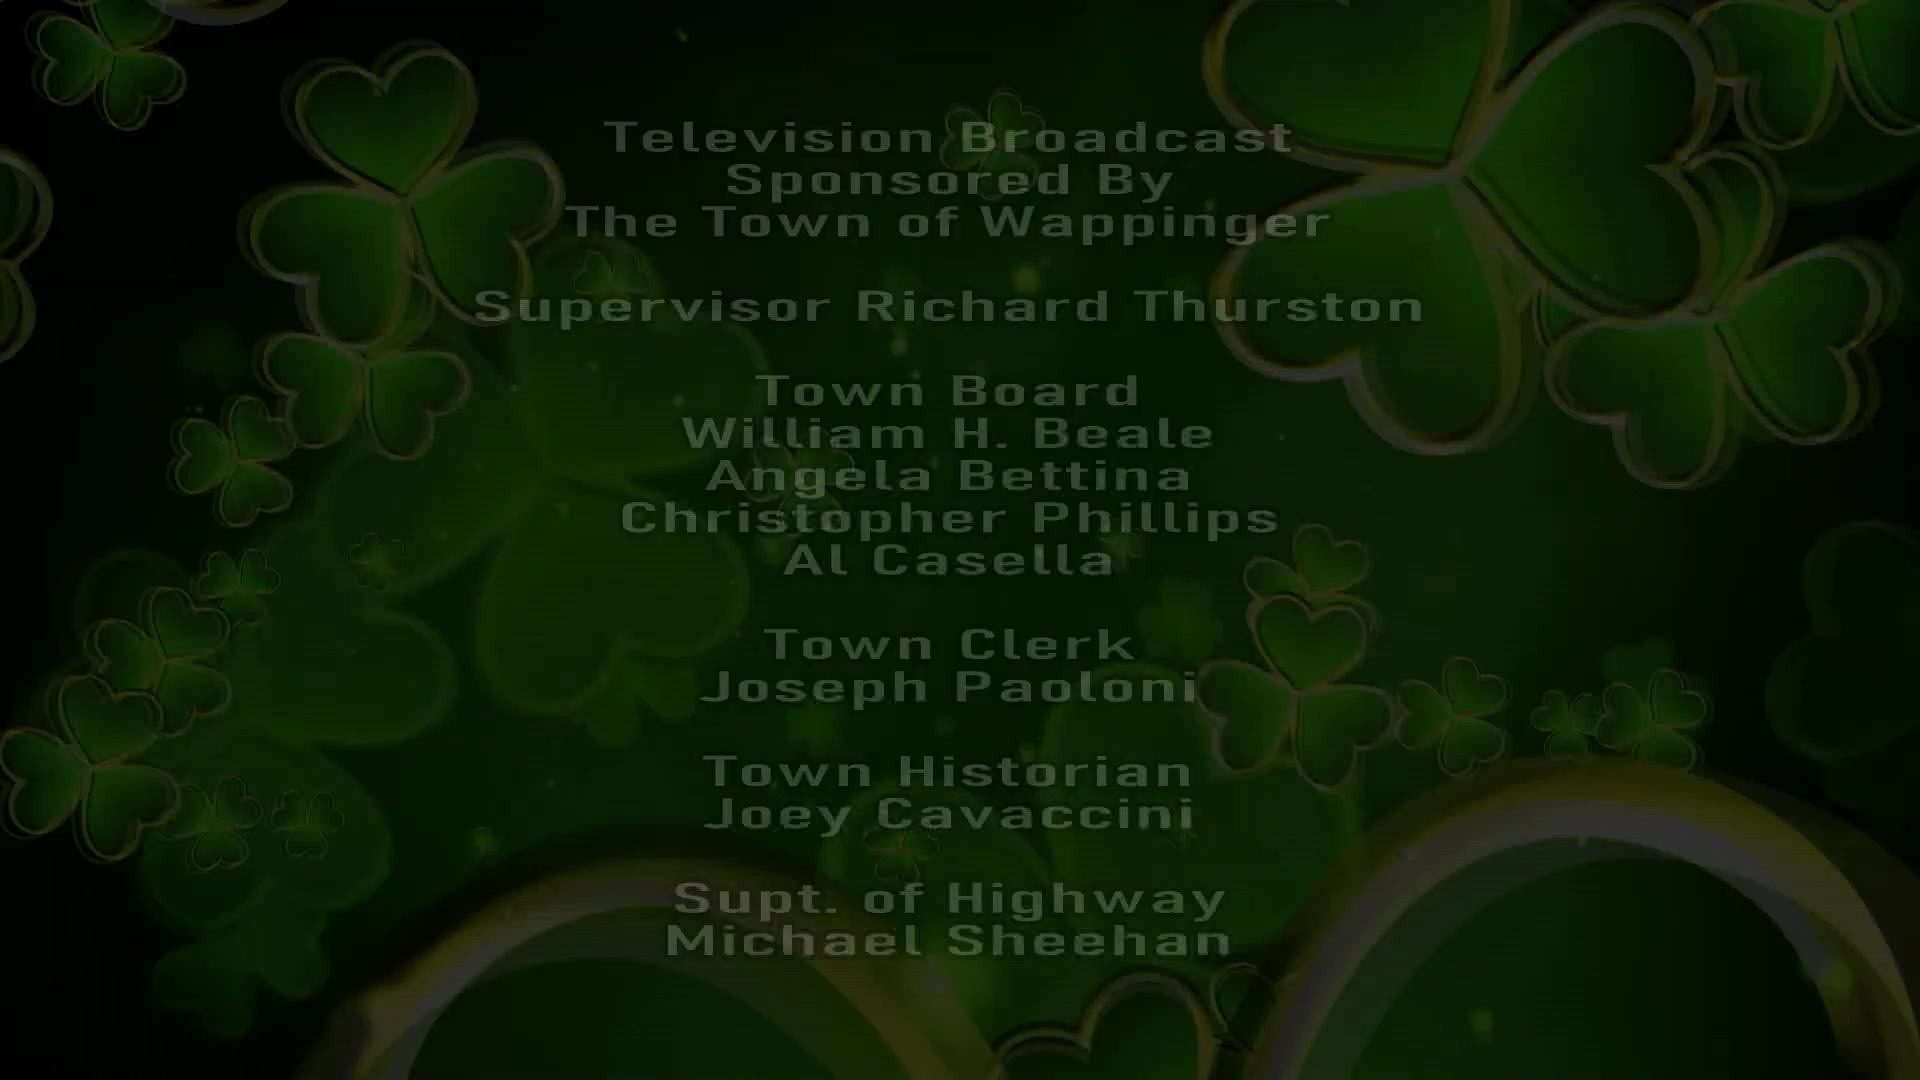 Television Broadcast
Sponsored By
The Town of Wappinger
Supervisor Richard Thurston
Town Board
William H. Beale
Angela Bettina
Christopher Phillips
Al Casella
Town Clerk
Joseph Paoloni
Town Historian
Joey Cavaccini
Supt. of Highway
Michael Sheehan